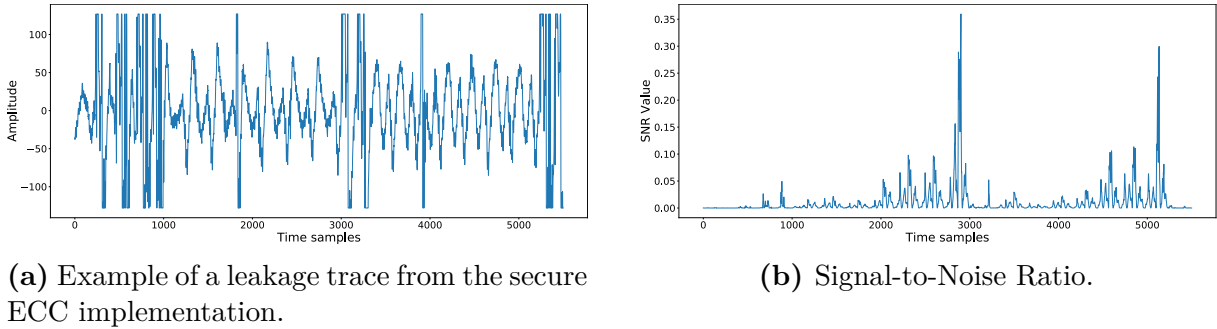 100
50
0
−50
−100
Amplitude
0 1000 2000 3000 4000 5000
Time samples
0.35
0.30
0.25
0.20
0.15
0.10
0.05
0.00
SNR Value
0 1000 2000 3000 4000 5000
Time samples
(a) Example of a leakage trace from the secure
ECC implementation.
(b) Signal-to-Noise Ratio.